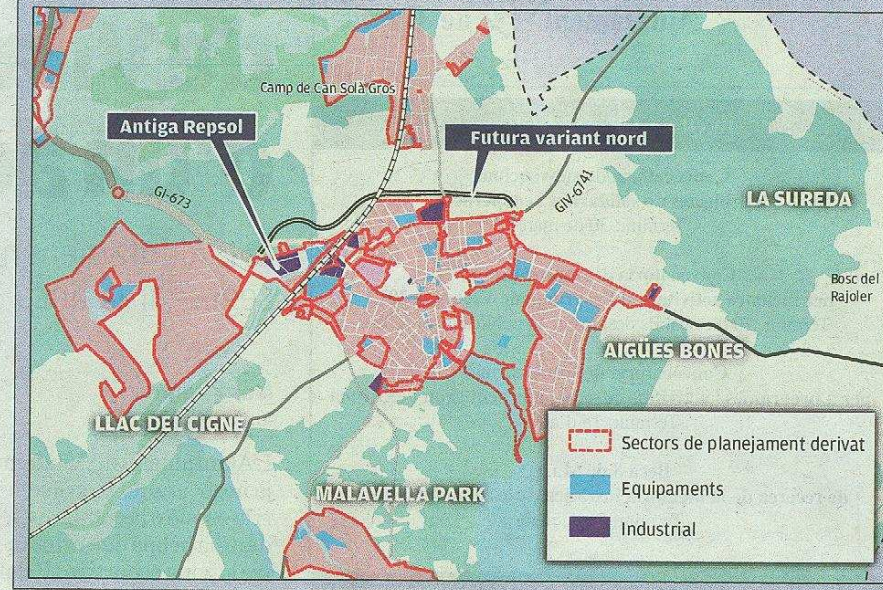 Camp de Can Solà Gros
Antiga Repsol
Futura variant nord
GI-673
GIV-6741
LA SUREDA
Bosc del
Rajoler
AIGÜES BONES
LLAC DEL CIGNE
MALAVELLA PARK
Sectors de planejament derivat
Equipaments
Industrial